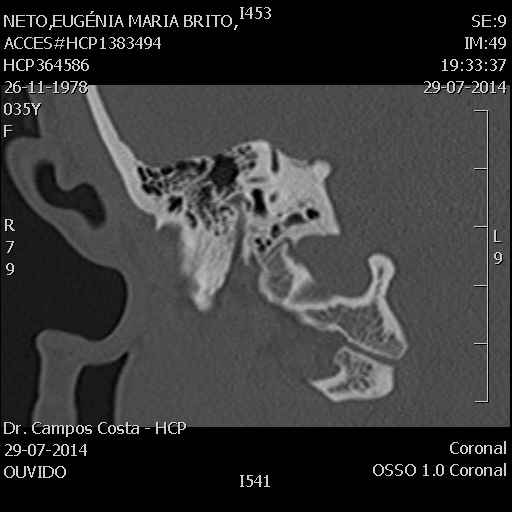 NETO,EUGÉNIA MARIA BRITO,
I453
SE:9
ACCES#HCP1383494
IM:49
HCP364586
19:33:37
26-11-1978
29-07-2014
035Y
F
R
7
9
L
9
Dr. Campos Costa - HCP
29-07-2014
Coronal
OUVIDO
OSSO 1.0 Coronal
I541